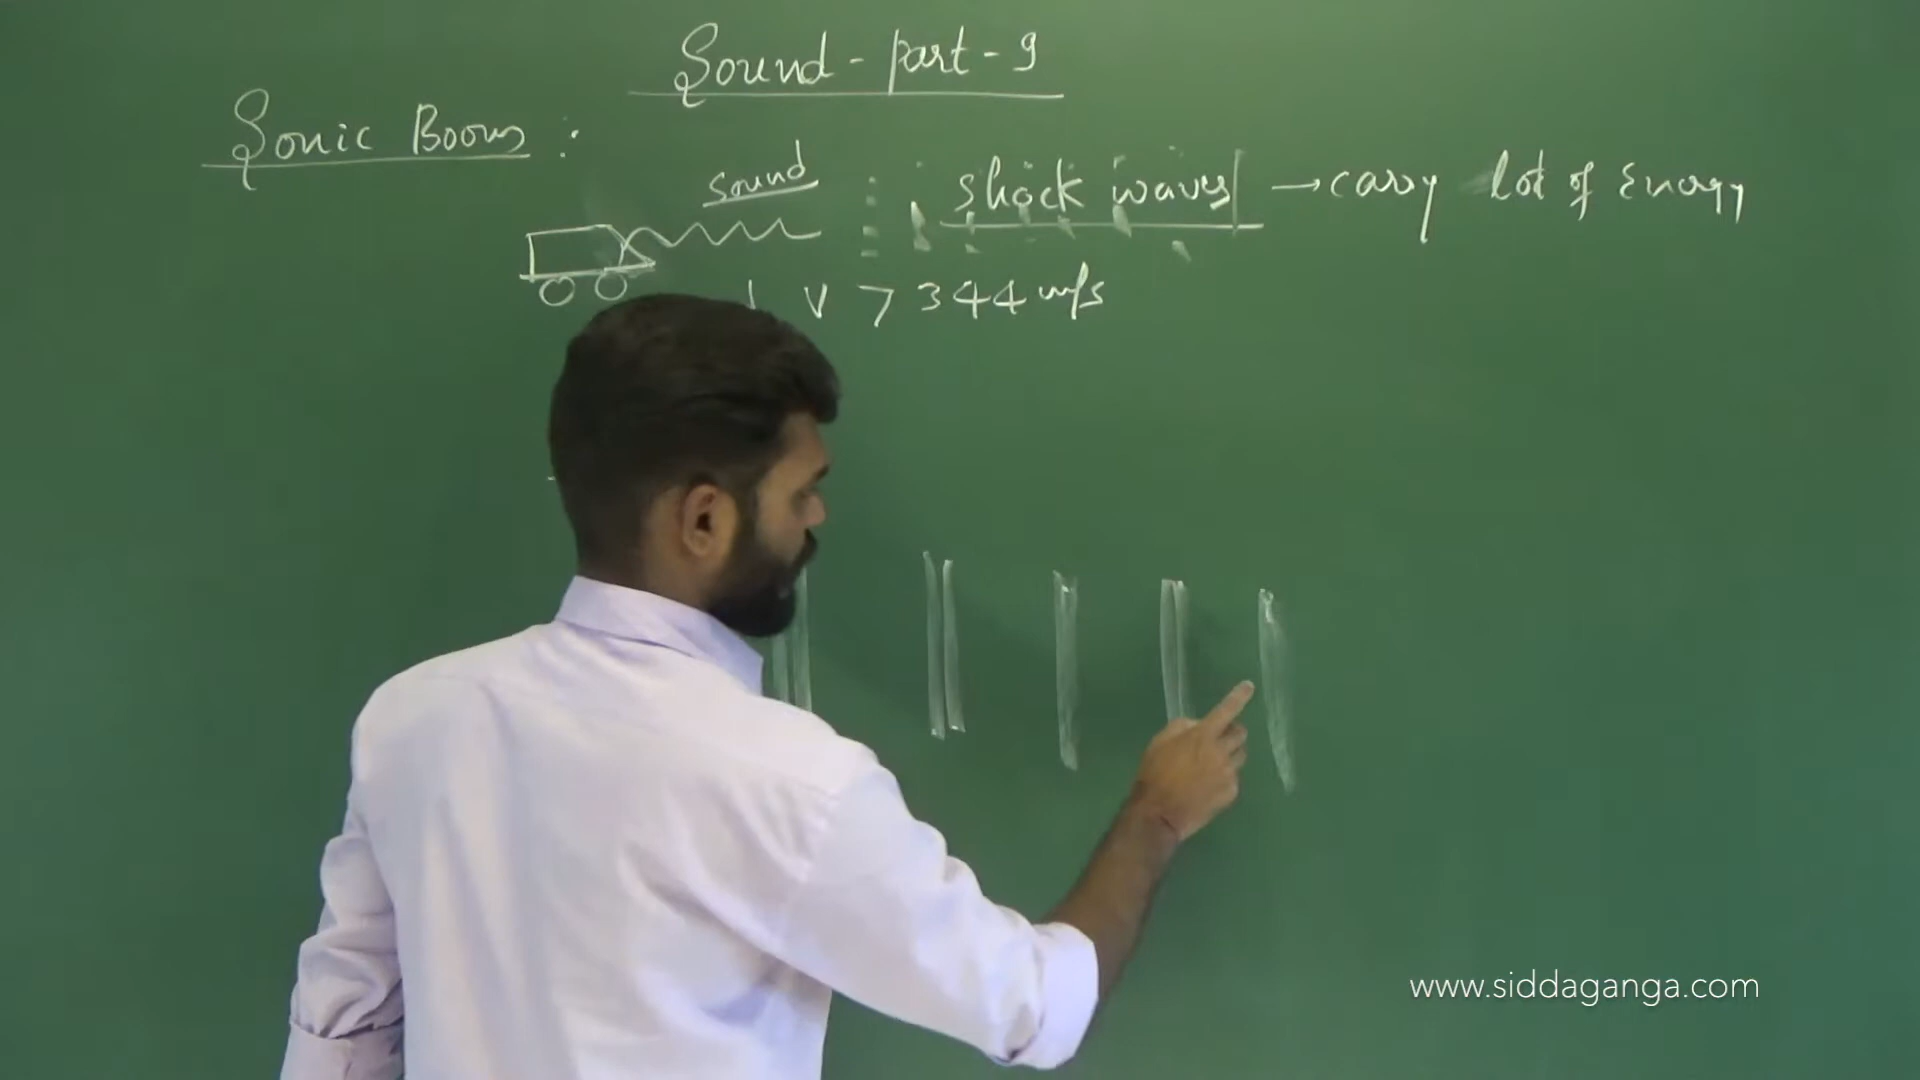 Sound - part - 9
Sonic Boom :
sound
shock waves → carry lot of Energy
V > 344 m/s
www.siddaganga.com